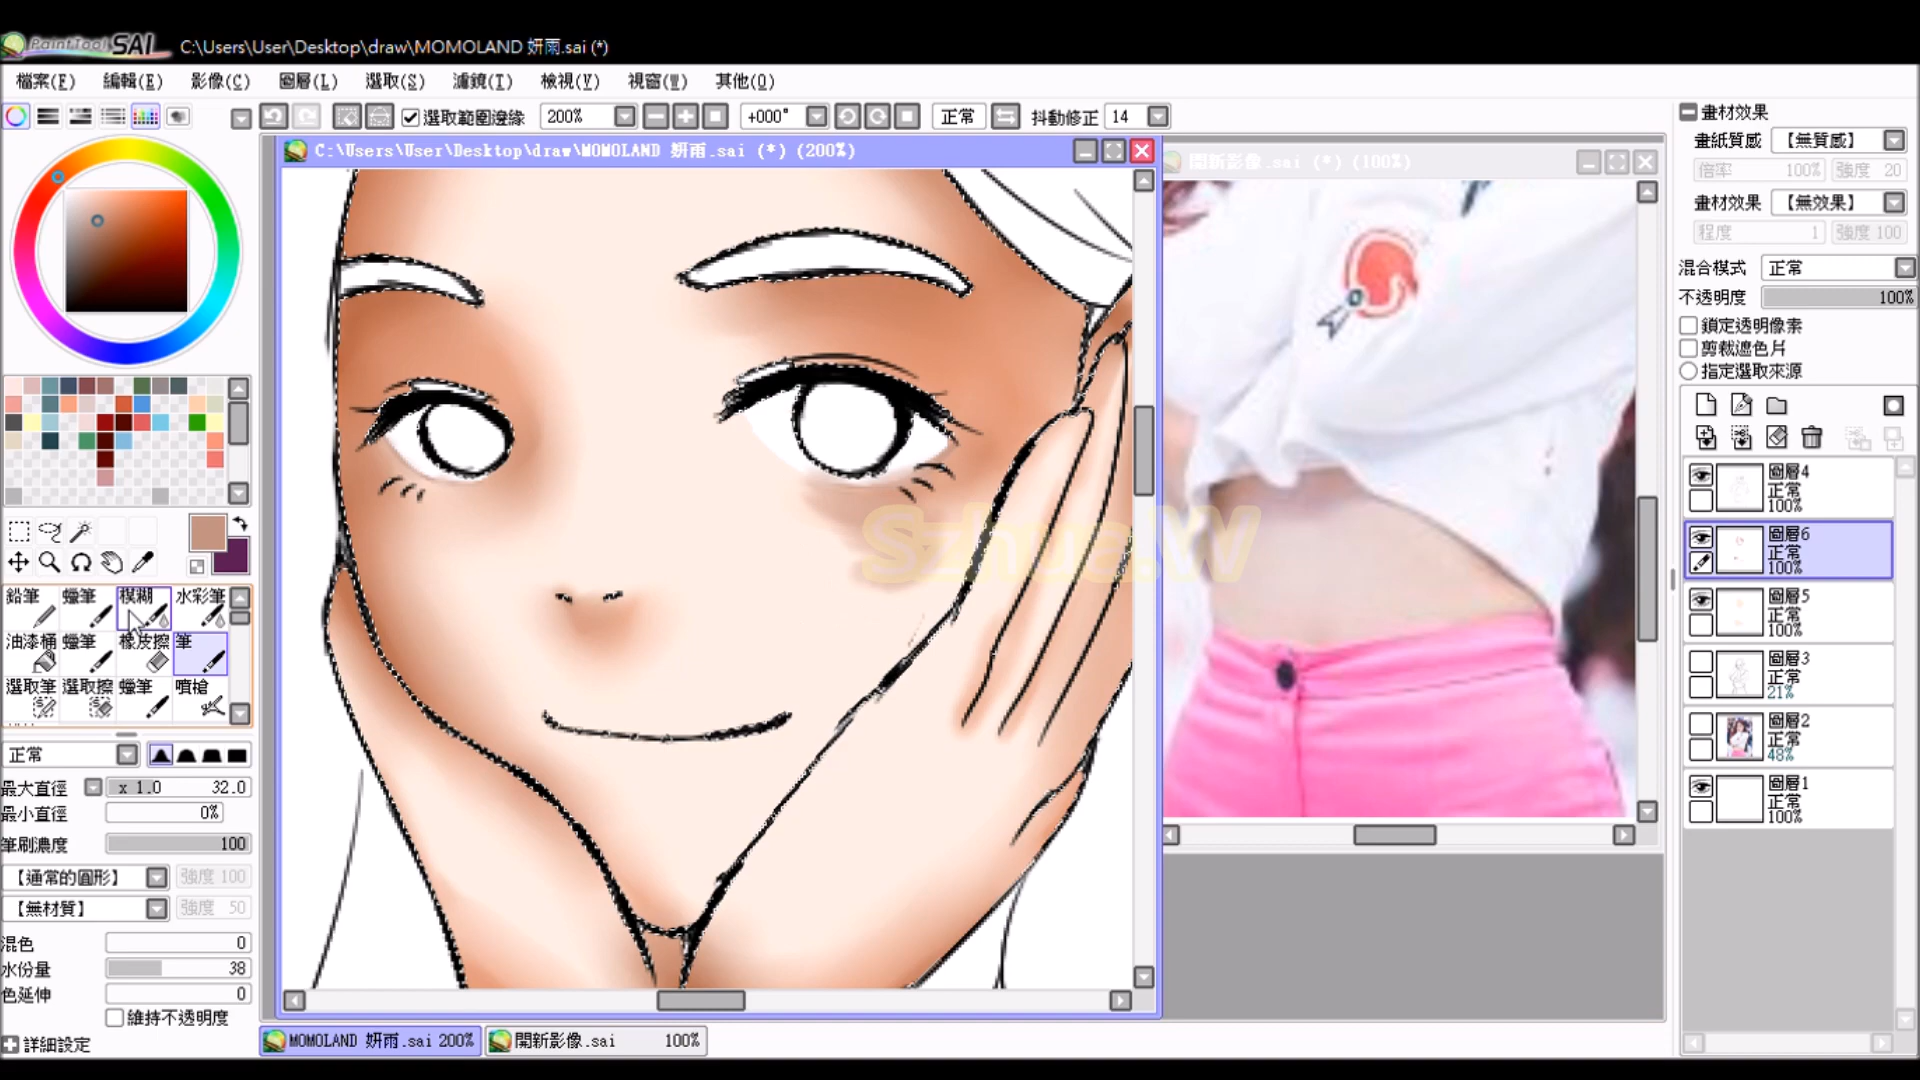 PaintTool SAI C:\Users\User\Desktop\draw\MOMOLAND 妍雨.sai (*)
檔案(F) 編輯(E) 影像(C) 圖層(L) 選取(S) 濾鏡(T) 檢視(V) 視窗(W) 其他(O)
選取範圍邊緣 200% +000° 正常 抖動修正 14
C:\Users\User\Desktop\draw\MOMOLAND 妍雨.sai (*) (200%)
開新影像.sai (*) (100%)
畫材效果
畫紙質感 【無質感】
倍率 100% 強度 20
畫材效果 【無效果】
程度 1 強度 100
混合模式 正常
不透明度 100%
鎖定透明像素
剪裁遮色片
指定選取來源
圖層4
正常
100%
圖層6
正常
100%
圖層5
正常
100%
圖層3
正常
21%
圖層2
正常
48%
圖層1
正常
100%
鉛筆 蠟筆 模糊 水彩筆
油漆桶 蠟筆 橡皮擦 筆
選取筆 選取擦 蠟筆 噴槍
正常
最大直徑 x 1.0 32.0
最小直徑 0%
筆刷濃度 100
【通常的圓形】 強度 100
【無材質】 強度 50
混色 0
水份量 38
色延伸 0
維持不透明度
詳細設定
Szhua.W
MOMOLAND 妍雨.sai 200%
開新影像.sai 100%